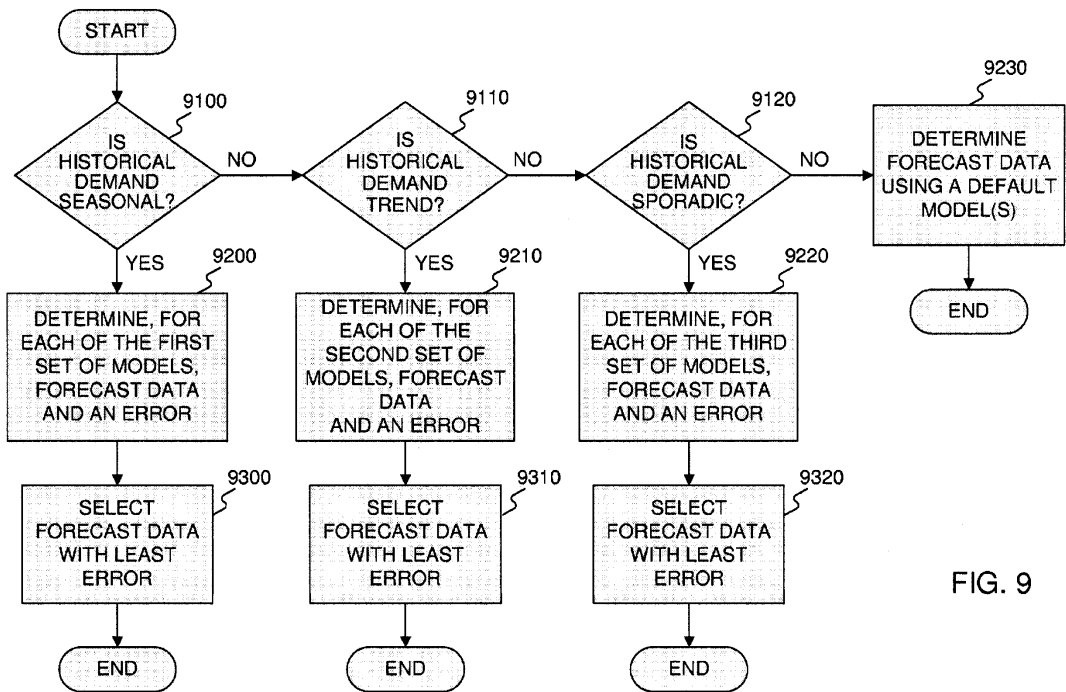 START
9100
IS
HISTORICAL
DEMAND
SEASONAL?
NO
YES
9110
IS
HISTORICAL
DEMAND
TREND?
NO
YES
9120
IS
HISTORICAL
DEMAND
SPORADIC?
NO
YES
9230
DETERMINE
FORECAST DATA
USING A DEFAULT
MODEL(S)
END
9200
DETERMINE, FOR
EACH OF THE FIRST
SET OF MODELS,
FORECAST DATA
AND AN ERROR
9210
DETERMINE, FOR
EACH OF THE
SECOND SET OF
MODELS, FORECAST
DATA
AND AN ERROR
9220
DETERMINE, FOR
EACH OF THE THIRD
SET OF MODELS,
FORECAST DATA
AND AN ERROR
9300
SELECT
FORECAST DATA
WITH LEAST
ERROR
9310
SELECT
FORECAST DATA
WITH LEAST
ERROR
9320
SELECT
FORECAST DATA
WITH LEAST
ERROR
END
END
END
FIG. 9